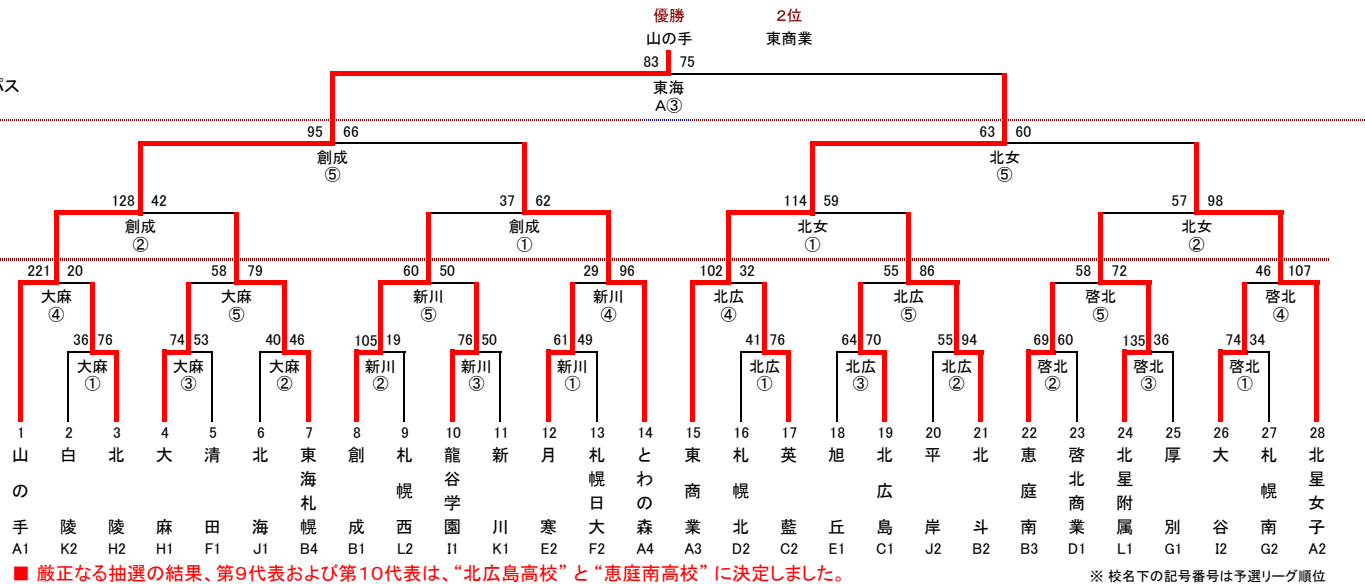 優勝 2位
山の手 東商業
83 75
パス
東海
A③
95 66 63 60
創成 北女
⑤ ⑤
128 42 37 62 114 59 57 98
創成 創成 北女 北女
② ① ① ②
221 20 58 79 60 50 29 96 102 32 55 86 58 72 46 107
大麻 大麻 新川 新川 北広 北広 啓北 啓北
④ ⑤ ⑤ ④ ④ ⑤ ⑤ ④
36 76 74 53 40 46 105 19 76 50 61 49 41 76 64 70 55 94 69 60 135 36 74 34
大麻 大麻 大麻 新川 新川 新川 北広 北広 北広 啓北 啓北 啓北
① ③ ② ② ③ ① ① ③ ② ② ③ ①
1 2 3 4 5 6 7 8 9 10 11 12 13 14 15 16 17 18 19 20 21 22 23 24 25 26 27 28
山の手 白陵 北陵 大麻 清田 北海 東海札幌 創成 札幌西 龍谷学園 新川 月寒 札幌日大 とわの森 東商業 札幌北 英藍 旭丘 北広島 平岸 北斗 恵庭南 啓北商業 北星附属 厚別 大谷 札幌南 北星女子
A1 K2 H2 H1 F1 J1 B4 B1 L2 I1 K1 E2 F2 A4 A3 D2 C2 E1 C1 J2 B2 B3 D1 L1 G1 I2 G2 A2
■ 厳正なる抽選の結果、第9代表および第10代表は、“北広島高校” と “恵庭南高校” に決定しました。
※ 校名下の記号番号は予選リーグ順位